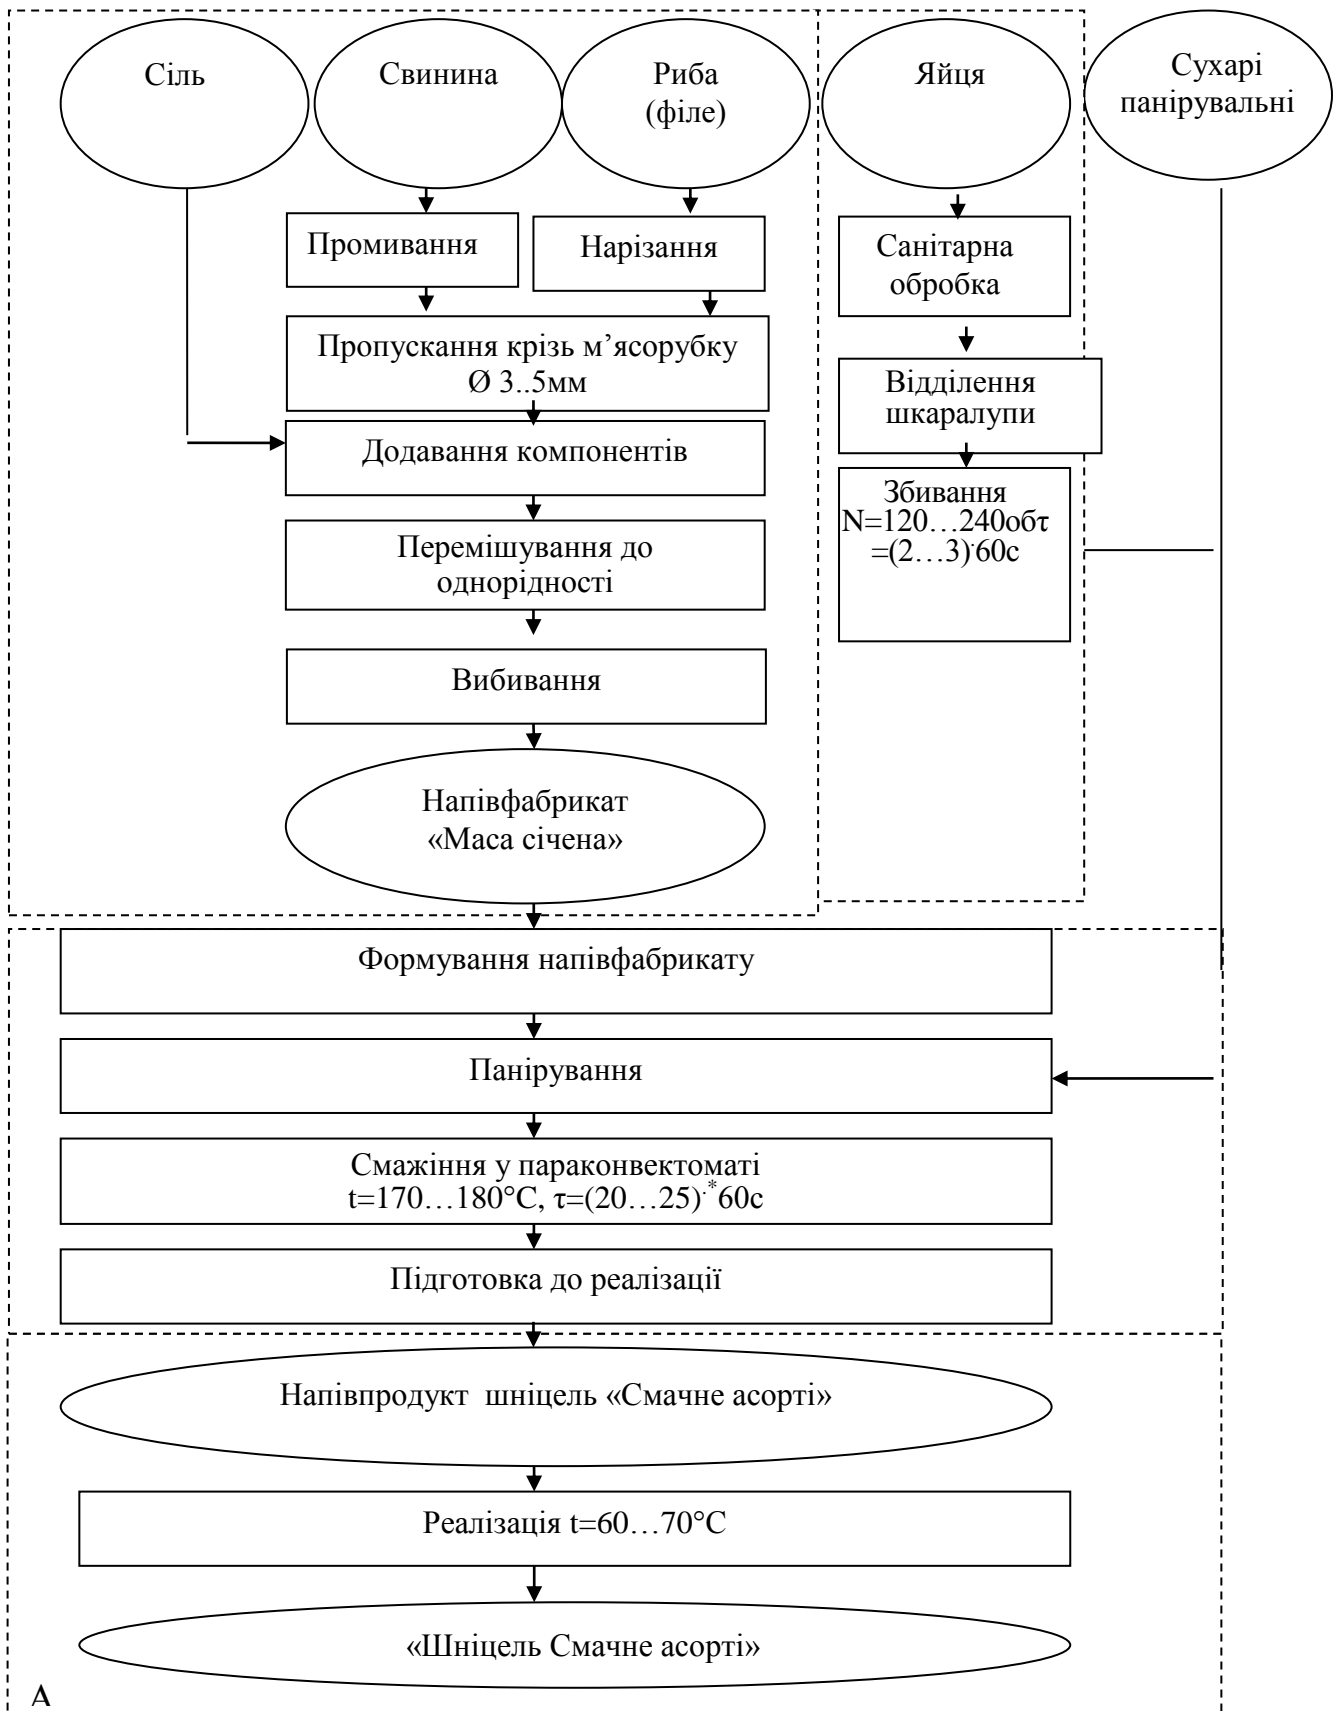 Сіль
Свинина
Риба
(філе)
Яйця
Сухарі
панірувальні
Промивання
Нарізання
Санітарна
обробка
Пропускання крізь м’ясорубку
Ø 3..5мм
Відділення
шкаралупи
Додавання компонентів
Збивання
N=120…240обτ
=(2…3)·60с
Перемішування до
однорідності
Вибивання
Напівфабрикат
«Маса січена»
Формування напівфабрикату
Панірування
Смажіння у параконвектоматі
t=170…180°С, τ=(20…25)·*60с
Підготовка до реалізації
Напівпродукт шніцель «Смачне асорті»
Реалізація t=60…70°С
«Шніцель Смачне асорті»
А